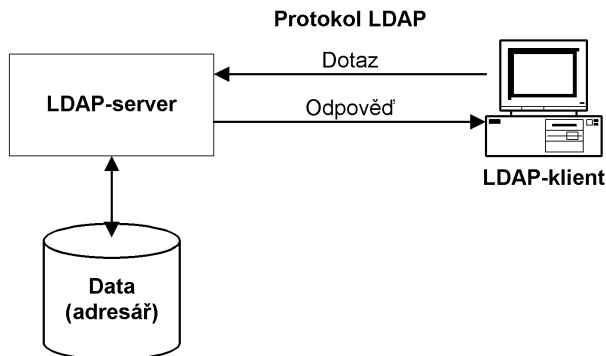 Protokol LDAP
Dotaz
LDAP-server
Odpověď
LDAP-klient
Data
(adresář)